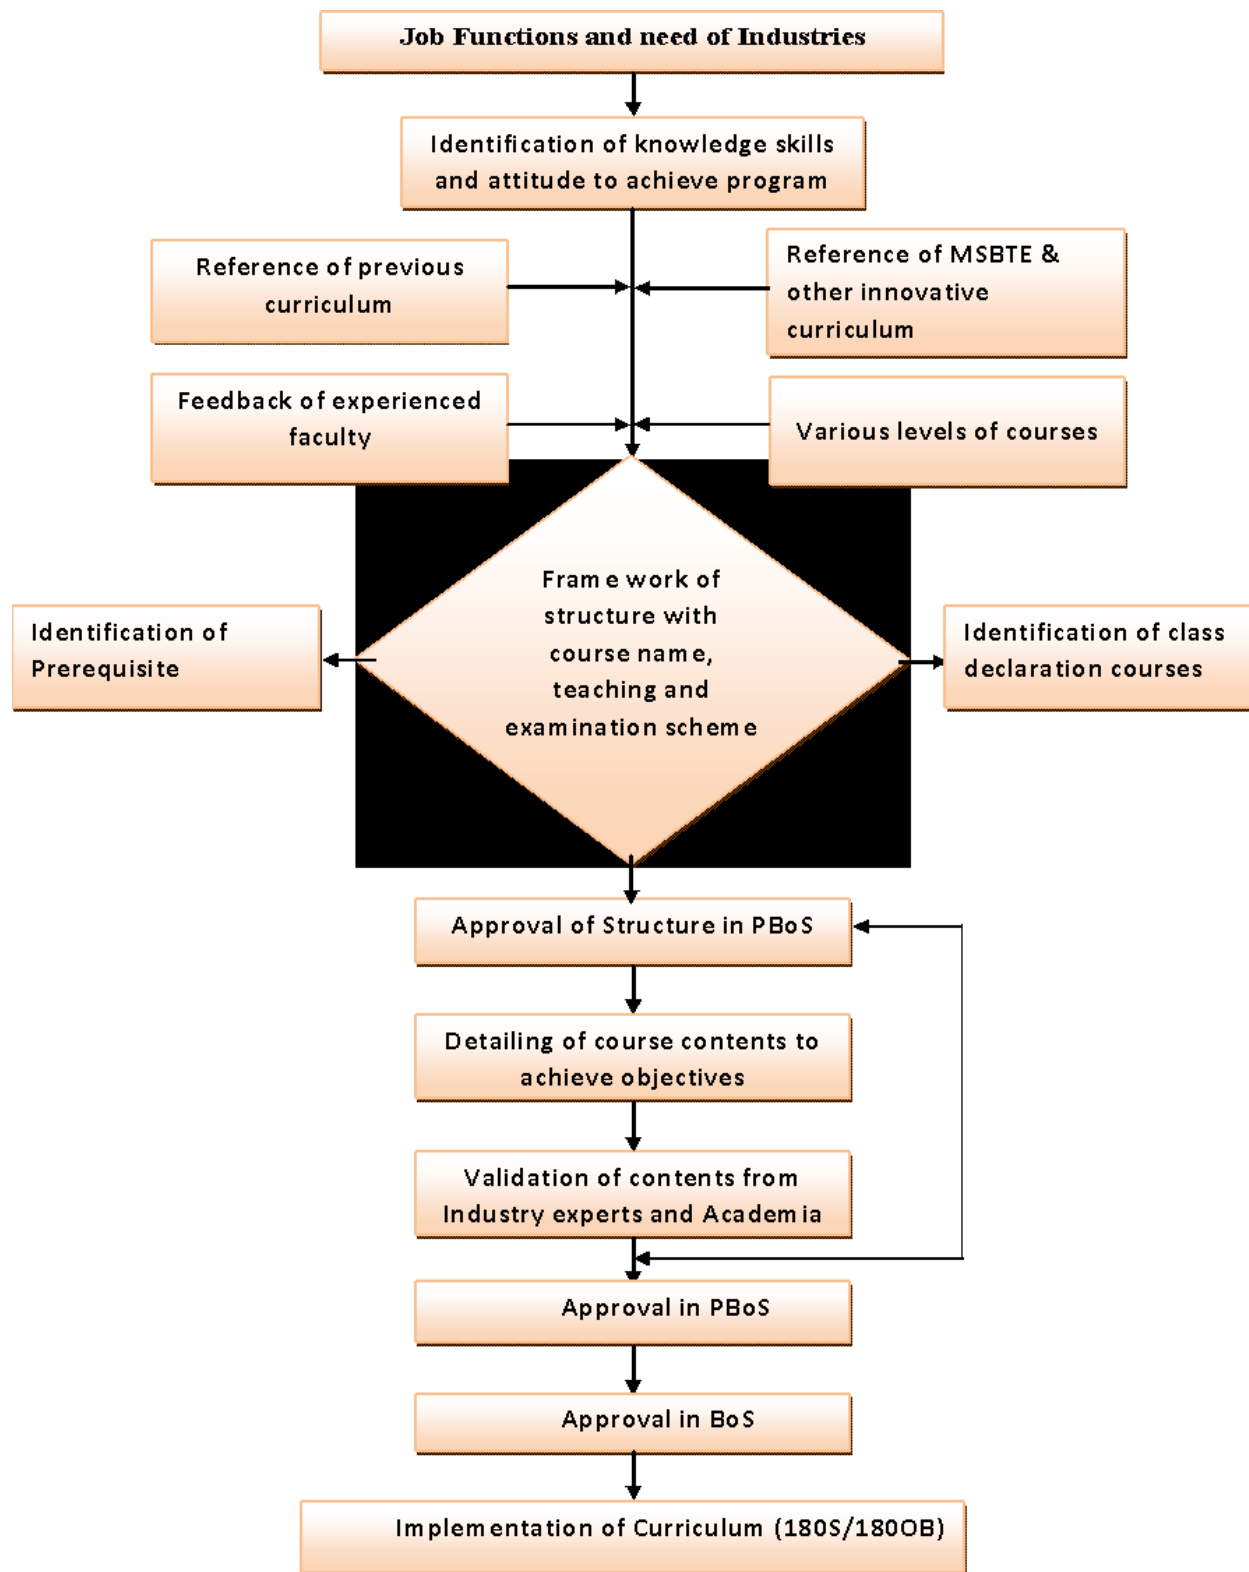 Job Functions and need of Industries
Identification of knowledge skills
and attitude to achieve program
Reference of previous
curriculum
Reference of MSBTE &
other innovative
curriculum
Feedback of experienced
faculty
Various levels of courses
Frame work of
structure with
course name,
teaching and
examination scheme
Identification of
Prerequisite
Identification of class
declaration courses
Approval of Structure in PBoS
Detailing of course contents to
achieve objectives
Validation of contents from
Industry experts and Academia
Approval in PBoS
Approval in BoS
Implementation of Curriculum (180S/180OB)